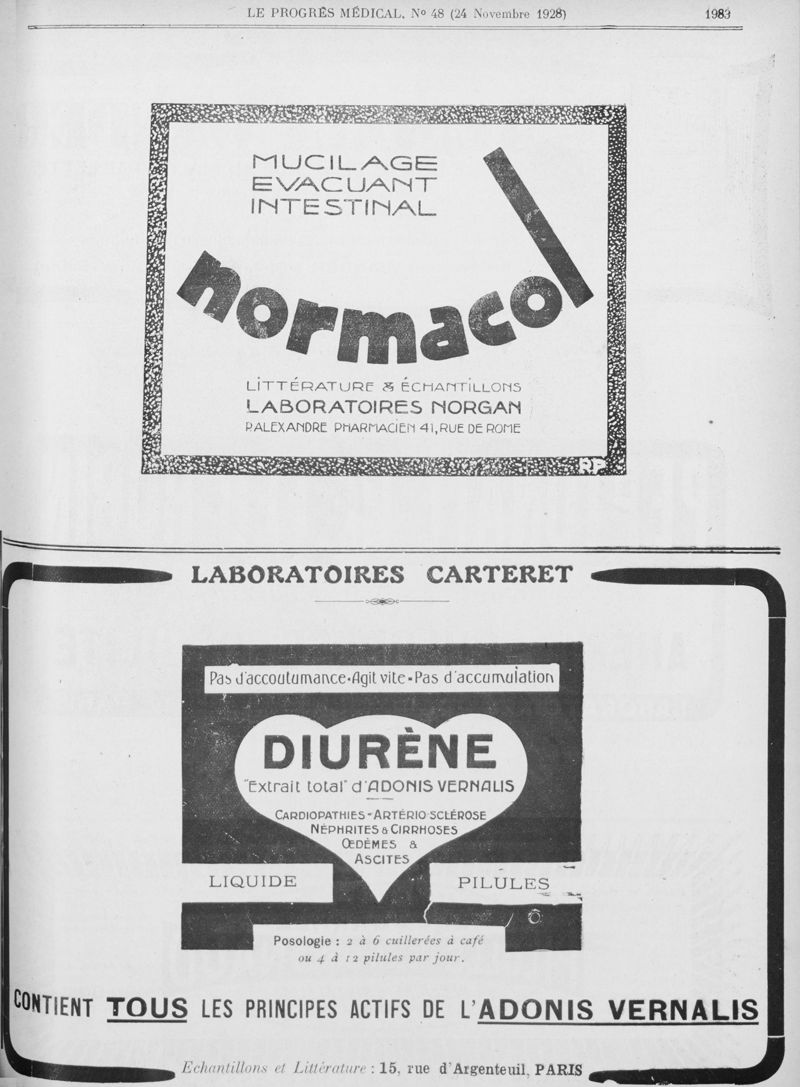 LE PROGRÈS MÉDICAL, Nº 48 (24 Novembre 1928) 1983
MUCILAGE
EVACUANT
INTESTINAL
normacol
LITTÉRATURE & ÉCHANTILLONS
LABORATOIRES NORGAN
P. ALEXANDRE PHARMACIEN 41, RUE DE ROME
RP
LABORATOIRES CARTERET
Pas d'accoutumance-Agit vite-Pas d'accumulation
DIURÈNE
"Extrait total" d'ADONIS VERNALIS
CARDIOPATHIES-ARTÉRIO-SCLÉROSE
NÉPHRITES & CIRRHOSES
ŒDÈMES &
ASCITES
LIQUIDE PILULES
Posologie : 2 à 6 cuillerées à café
ou 4 à 12 pilules par jour.
CONTIENT TOUS LES PRINCIPES ACTIFS DE L'ADONIS VERNALIS
Echantillons et Littérature : 15, rue d'Argenteuil, PARIS